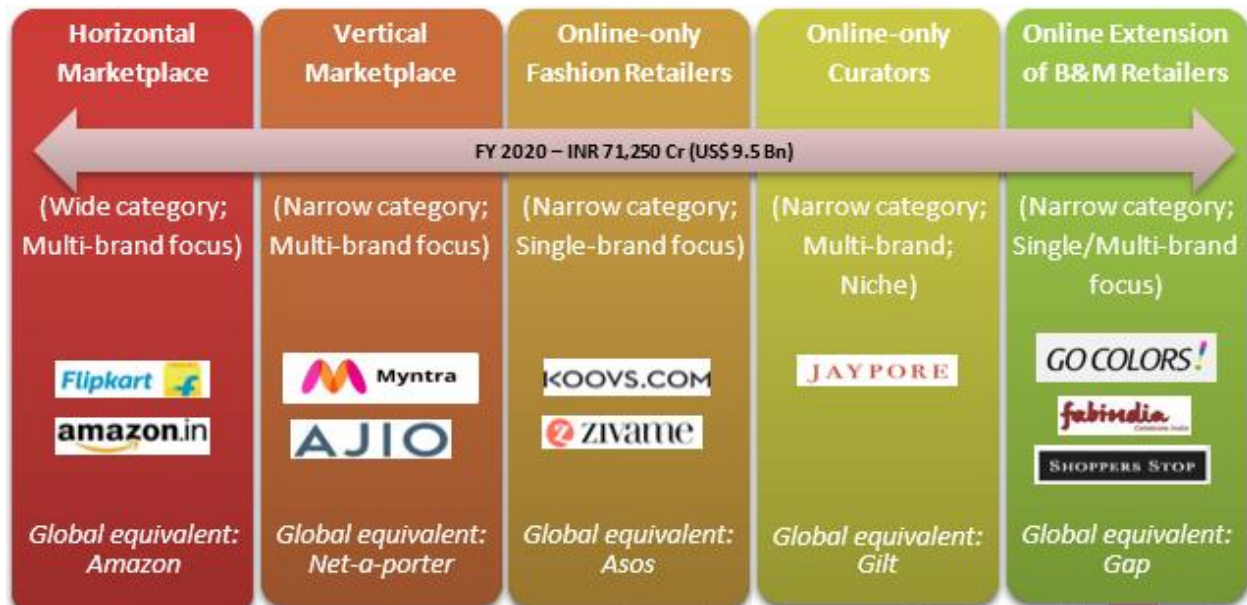 Horizontal
Marketplace
Vertical
Marketplace
Online-only
Fashion Retailers
Online-only
Curators
Online Extension
of B&M Retailers
FY 2020 – INR 71,250 Cr (US$ 9.5 Bn)
(Wide category;
Multi-brand focus)
(Narrow category;
Multi-brand focus)
(Narrow category;
Single-brand focus)
(Narrow category;
Multi-brand;
Niche)
(Narrow category;
Single/Multi-brand
focus)
Flipkart
amazon.in
Myntra
AJIO
KOOVS.COM
ZIVAME
JAYPORE
GO COLORS!
fabindia
Celebrate India
SHOPPERS STOP
Global equivalent:
Amazon
Global equivalent:
Net-a-porter
Global equivalent:
Asos
Global equivalent:
Gilt
Global equivalent:
Gap